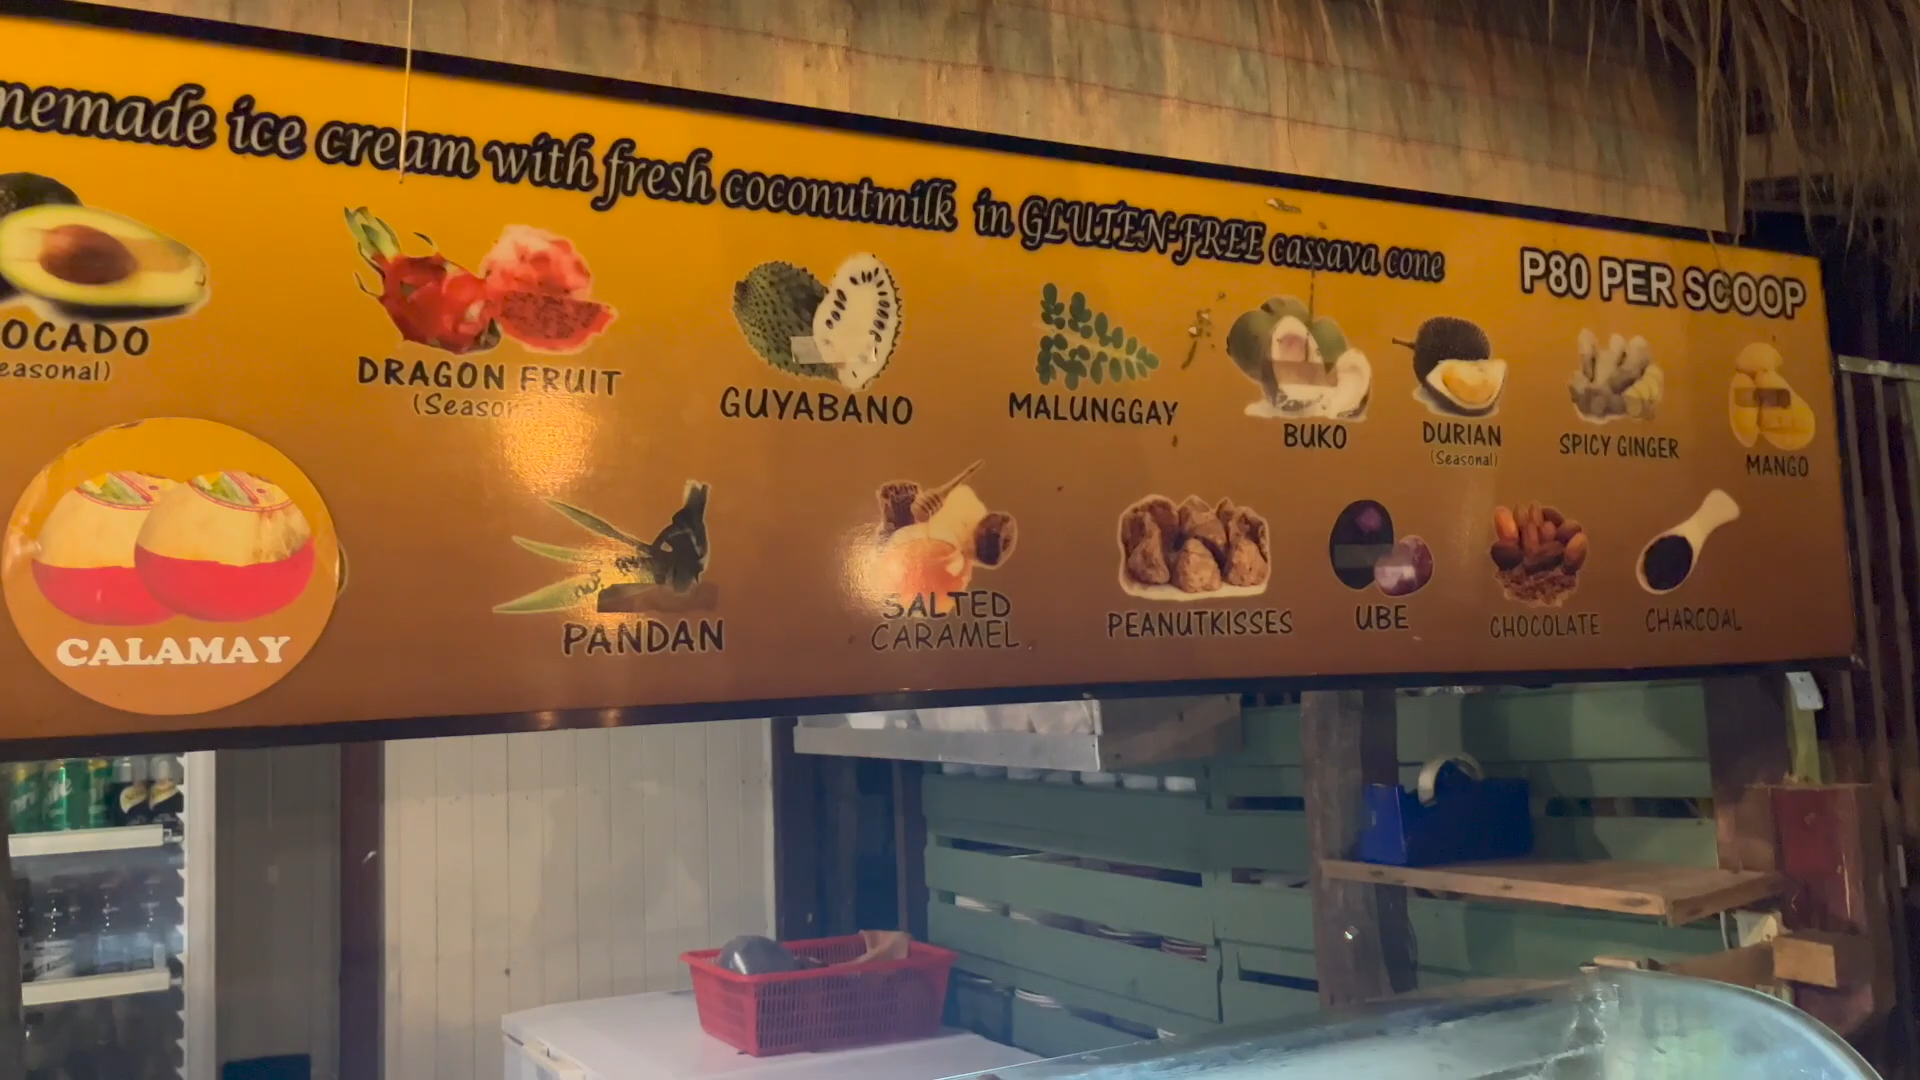 nemade ice cream with fresh coconutmilk in GLUTEN-FREE cassava cone
P80 PER SCOOP
OCADO
easonal)
DRAGON FRUIT
(Seasonal)
GUYABANO
MALUNGGAY
BUKO
DURIAN
(Seasonal)
SPICY GINGER
MANGO
CALAMAY
PANDAN
SALTED
CARAMEL
PEANUTKISSES
UBE
CHOCOLATE
CHARCOAL